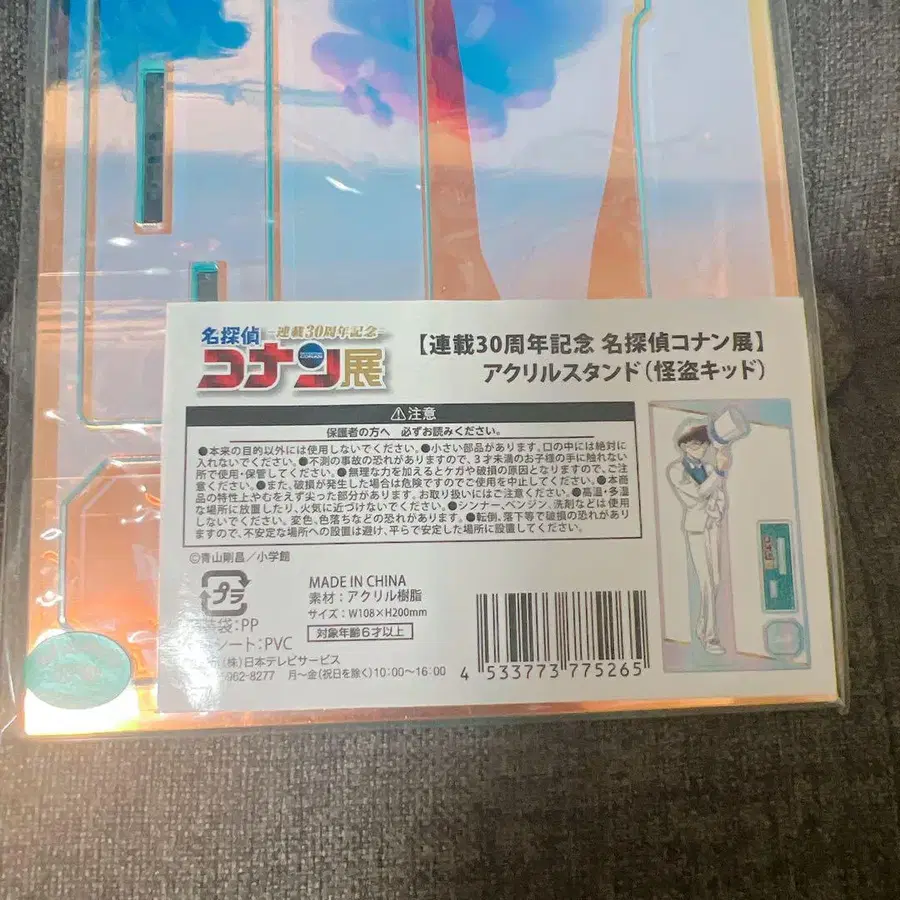 名探偵
連載30周年記念
コナン展
【連載30周年記念 名探偵コナン展】
アクリルスタンド(怪盗キッド)
⚠注意
保護者の方へ 必ずお読みください。
●本来の目的以外には使用しないでください。●小さい部品があります。口の中には絶対に
入れないでください。●不測の事故の恐れがありますので、3才未満のお子様の手に触れない
所で使用・保管してください。●無理な力を加えるとケガや破損の原因となりますので、ご注
意ください。●また、破損が発生した場合は危険ですのでご使用を中止してください。●本商
品の特性上やむをえず尖った部分があります。お取り扱いにはご注意ください。●高温・多湿
な場所に放置したり、火気に近づけないでください。●シンナー、ベンジン、洗剤などは使用
しないでください。変色、色落ちなどの恐れがあります。●転倒、落下等で破損の恐れがあり
ますので、不安定な場所への設置は避け、平らで安定した場所に設置してください。
©青山剛昌/小学館
プラ
袋:PP
シート:PVC
MADE IN CHINA
素材:アクリル樹脂
サイズ:W108×H200mm
対象年齢6才以上
(株)日本テレビサービス
5062-8277 月~金(祝日を除く)10:00~16:00
4 533773 775265